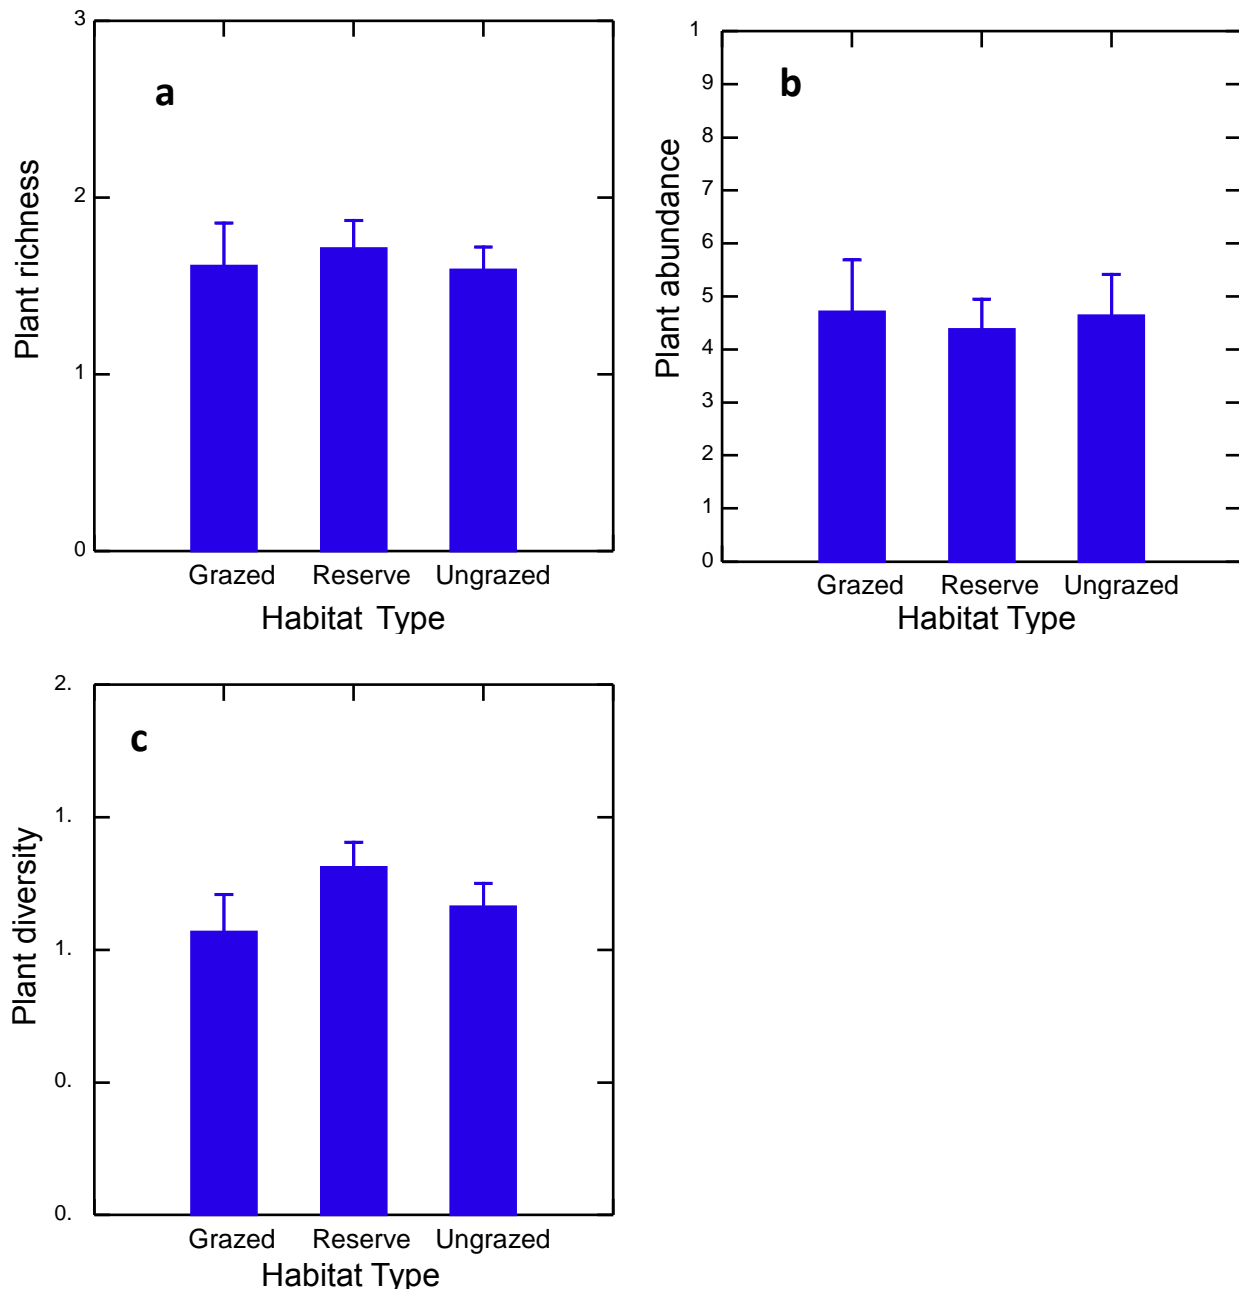 a
Plant richness
3
2
1
0
Grazed Reserve Ungrazed
Habitat Type
b
Plant abundance
1
9
8
7
6
5
4
3
2
1
0
Grazed Reserve Ungrazed
Habitat Type
c
Plant diversity
2.
1.
1.
0.
0.
Grazed Reserve Ungrazed
Habitat Type